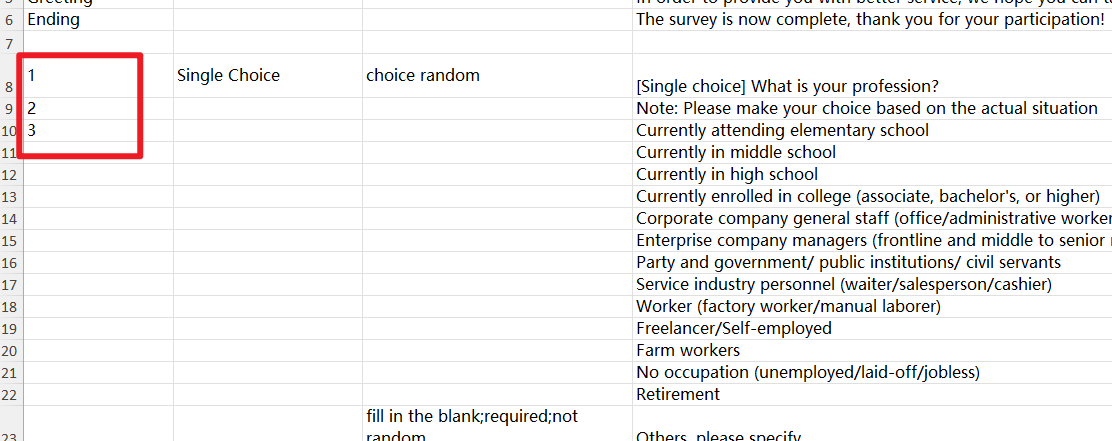 5 Greeting In order to provide you with better service, we hope you can
6 Ending The survey is now complete, thank you for your participation!
7
8 1 Single Choice choice random [Single choice] What is your profession?
9 2 Note: Please make your choice based on the actual situation
10 3 Currently attending elementary school
11 Currently in middle school
12 Currently in high school
13 Currently enrolled in college (associate, bachelor's, or higher)
14 Corporate company general staff (office/administrative worker
15 Enterprise company managers (frontline and middle to senior
16 Party and government/ public institutions/ civil servants
17 Service industry personnel (waiter/salesperson/cashier)
18 Worker (factory worker/manual laborer)
19 Freelancer/Self-employed
20 Farm workers
21 No occupation (unemployed/laid-off/jobless)
22 Retirement
fill in the blank;required;not
23 random Others, please specify